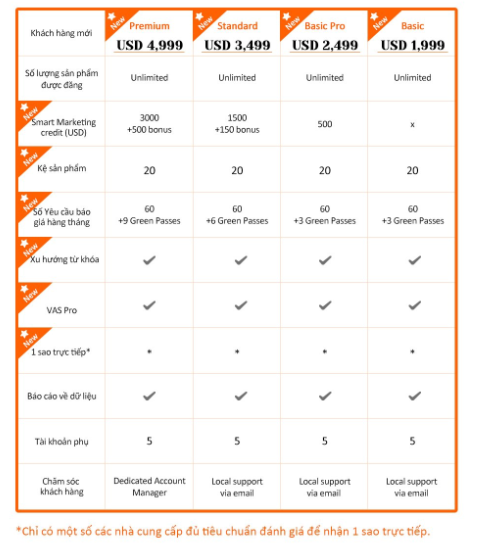 Khách hàng mới
New
Premium
USD 4,999
New
Standard
USD 3,499
New
Basic Pro
USD 2,499
New
Basic
USD 1,999
Số lượng sản phẩm
được đăng
Unlimited
Unlimited
Unlimited
Unlimited
New
Smart Marketing
credit (USD)
3000
+500 bonus
1500
+150 bonus
500
x
New
Kệ sản phẩm
20
20
20
20
New
Số Yêu cầu báo
giá hàng tháng
60
+9 Green Passes
60
+6 Green Passes
60
+3 Green Passes
60
+3 Green Passes
New
Xu hướng từ khóa
New
VAS Pro
New
1 sao trực tiếp*
*
*
*
*
Báo cáo về dữ liệu
Tài khoản phụ
5
5
5
5
Chăm sóc
khách hàng
Dedicated Account
Manager
Local support
via email
Local support
via email
Local support
via email
*Chỉ có một số các nhà cung cấp đủ tiêu chuẩn đánh giá để nhận 1 sao trực tiếp.